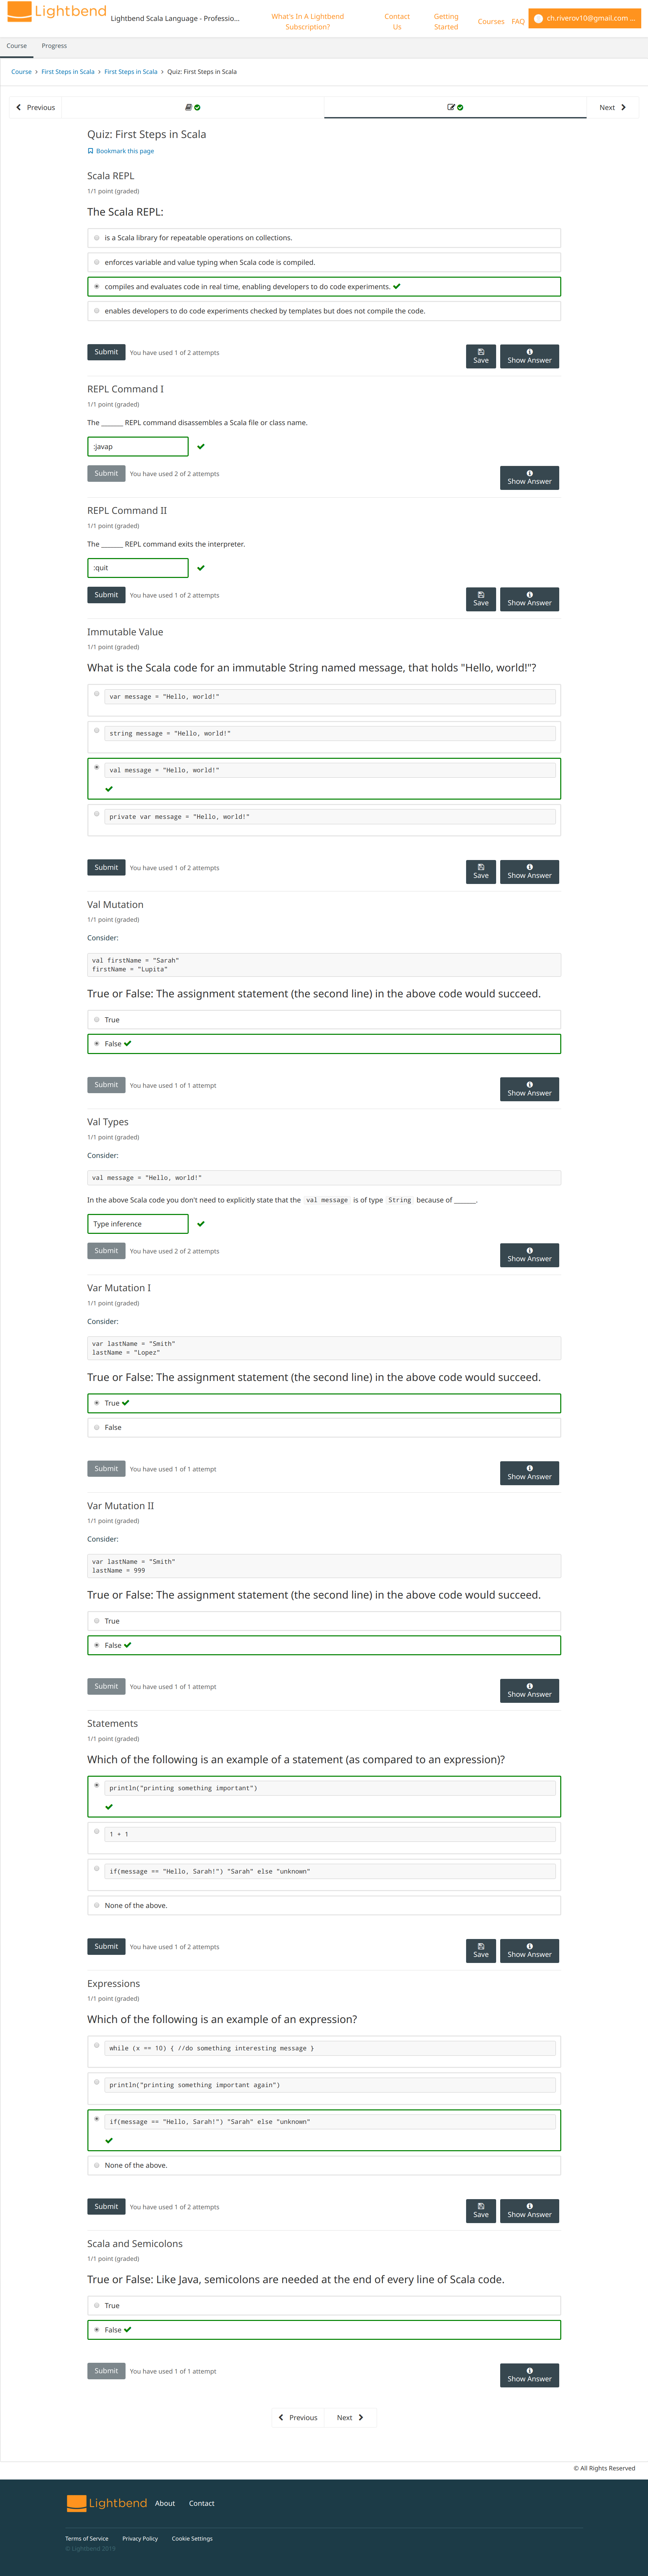 Lightbend
Lightbend Scala Language - Professio...
What's In A Lightbend
Subscription?
Contact
Us
Getting
Started
Courses
FAQ
ch.riverov10@gmail.com ...
Course
Progress
Course > First Steps in Scala > First Steps in Scala > Quiz: First Steps in Scala
Previous
Next
Quiz: First Steps in Scala
Bookmark this page
Scala REPL
1/1 point (graded)
The Scala REPL:
is a Scala library for repeatable operations on collections.
enforces variable and value typing when Scala code is compiled.
compiles and evaluates code in real time, enabling developers to do code experiments.
enables developers to do code experiments checked by templates but does not compile the code.
Submit
You have used 1 of 2 attempts
Save
Show Answer
REPL Command I
1/1 point (graded)
The ______ REPL command disassembles a Scala file or class name.
:javap
Submit
You have used 2 of 2 attempts
Show Answer
REPL Command II
1/1 point (graded)
The ______ REPL command exits the interpreter.
:quit
Submit
You have used 1 of 2 attempts
Save
Show Answer
Immutable Value
1/1 point (graded)
What is the Scala code for an immutable String named message, that holds "Hello, world!"?
var message = "Hello, world!"
string message = "Hello, world!"
val message = "Hello, world!"
private var message = "Hello, world!"
Submit
You have used 1 of 2 attempts
Save
Show Answer
Val Mutation
1/1 point (graded)
Consider:
val firstName = "Sarah"
firstName = "Lupita"
True or False: The assignment statement (the second line) in the above code would succeed.
True
False
Submit
You have used 1 of 1 attempt
Show Answer
Val Types
1/1 point (graded)
Consider:
val message = "Hello, world!"
In the above Scala code you don't need to explicitly state that the val message is of type String because of ______.
Type inference
Submit
You have used 2 of 2 attempts
Show Answer
Var Mutation I
1/1 point (graded)
Consider:
var lastName = "Smith"
lastName = "Lopez"
True or False: The assignment statement (the second line) in the above code would succeed.
True
False
Submit
You have used 1 of 1 attempt
Show Answer
Var Mutation II
1/1 point (graded)
Consider:
var lastName = "Smith"
lastName = 999
True or False: The assignment statement (the second line) in the above code would succeed.
True
False
Submit
You have used 1 of 1 attempt
Show Answer
Statements
1/1 point (graded)
Which of the following is an example of a statement (as compared to an expression)?
println("printing something important")
1 + 1
if(message == "Hello, Sarah!") "Sarah" else "unknown"
None of the above.
Submit
You have used 1 of 2 attempts
Save
Show Answer
Expressions
1/1 point (graded)
Which of the following is an example of an expression?
while (x == 10) { //do something interesting message }
println("printing something important again")
if(message == "Hello, Sarah!") "Sarah" else "unknown"
None of the above.
Submit
You have used 1 of 2 attempts
Save
Show Answer
Scala and Semicolons
1/1 point (graded)
True or False: Like Java, semicolons are needed at the end of every line of Scala code.
True
False
Submit
You have used 1 of 1 attempt
Show Answer
Previous
Next
© All Rights Reserved
Lightbend
About
Contact
Terms of Service
Privacy Policy
Cookie Settings
© Lightbend 2019